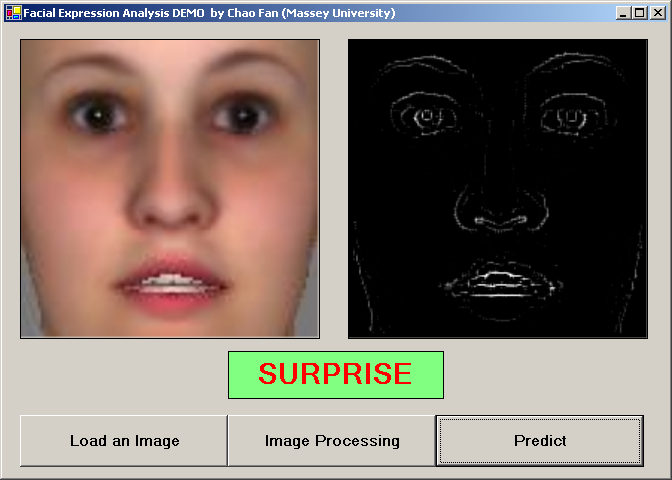 Facial Expression Analysis DEMO by Chao Fan (Massey University)
SURPRISE
Load an Image
Image Processing
Predict